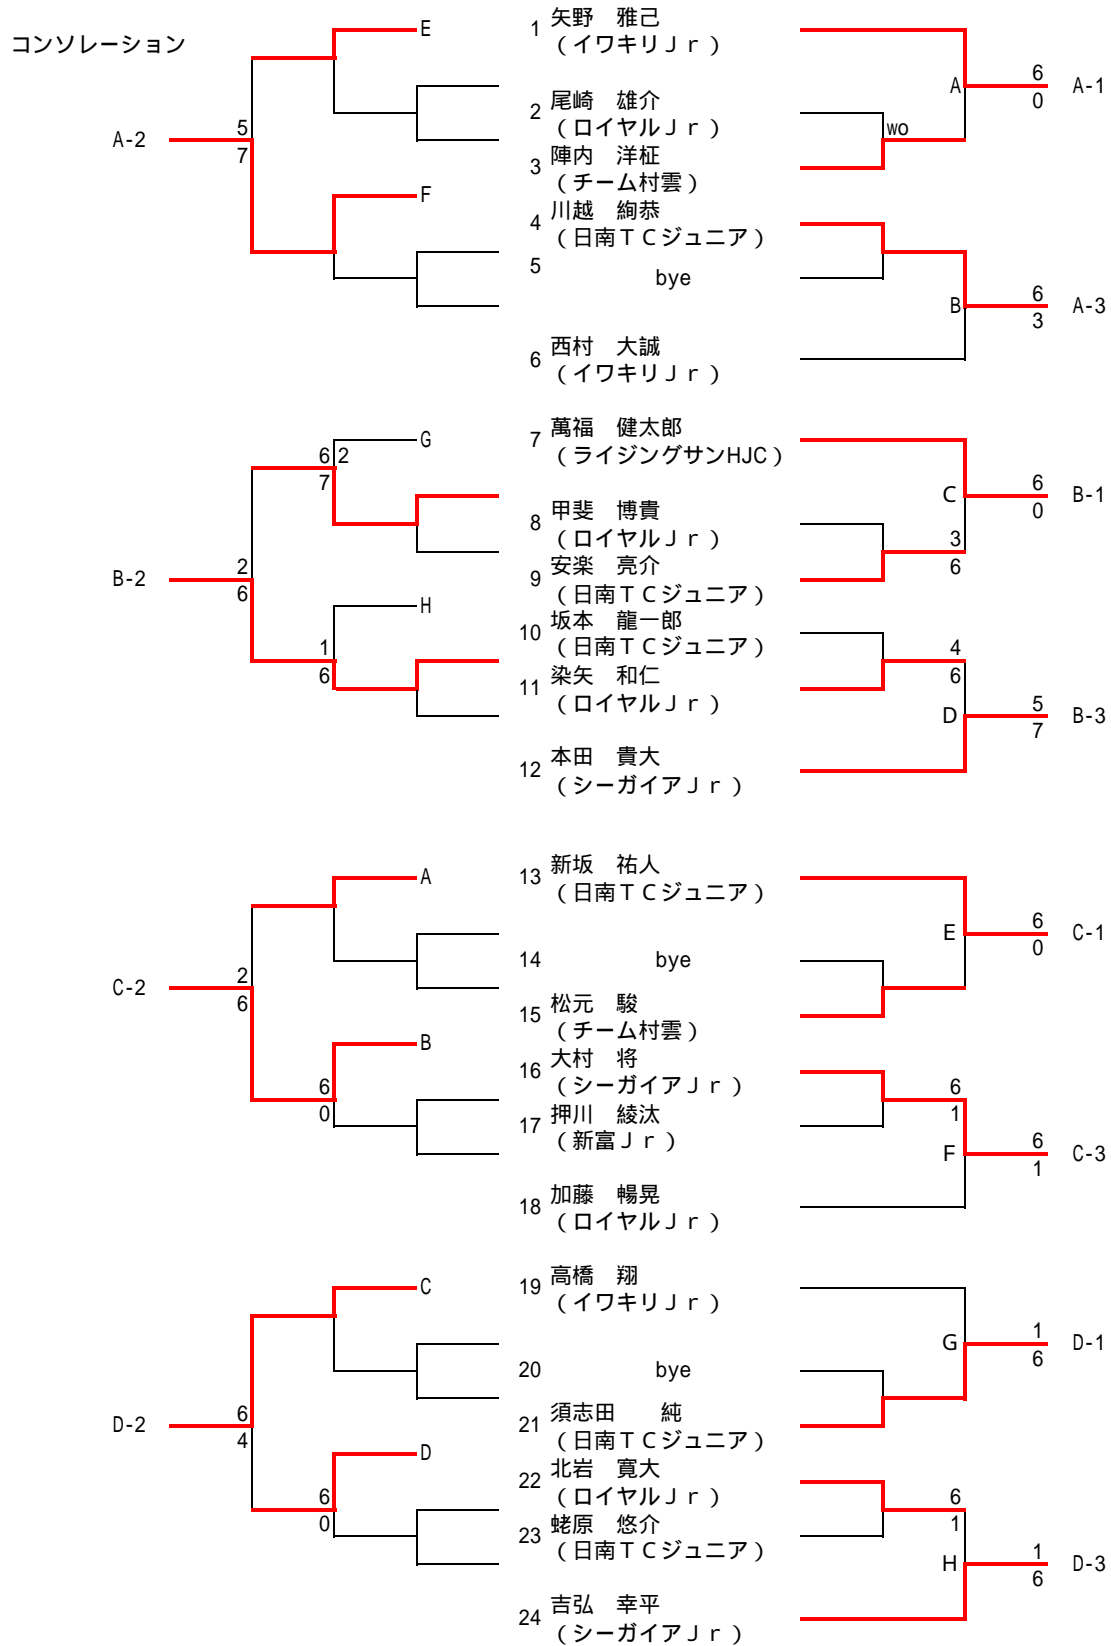 コンソレーション
E
1 矢野　雅己
（イワキリＪｒ）
A
6
0
A-1
2 尾崎　雄介
（ロイヤルＪｒ）
wo
A-2
5
7
3 陣内　洋柾
（チーム村雲）
F
4 川越　絢恭
（日南ＴＣジュニア）
5 bye
B
6
3
A-3
6 西村　大誠
（イワキリＪｒ）
G
6 2
7
7 萬福　健太郎
（ライジングサンHJC）
C
6
0
B-1
8 甲斐　博貴
（ロイヤルＪｒ）
3
6
B-2
2
6
9 安楽　亮介
（日南ＴＣジュニア）
H
10 坂本　龍一郎
（日南ＴＣジュニア）
1
6
4
6
11 染矢　和仁
（ロイヤルＪｒ）
D
5
7
B-3
12 本田　貴大
（シーガイアＪｒ）
A
13 新坂　祐人
（日南ＴＣジュニア）
E
6
0
C-1
14 bye
C-2
2
6
15 松元　駿
（チーム村雲）
B
16 大村　将
（シーガイアＪｒ）
6
0
6
1
17 押川　綾汰
（新富Ｊｒ）
F
6
1
C-3
18 加藤　暢晃
（ロイヤルＪｒ）
C
19 高橋　翔
（イワキリＪｒ）
G
1
6
D-1
20 bye
D-2
6
4
21 須志田　　純
（日南ＴＣジュニア）
D
22 北岩　寛大
（ロイヤルＪｒ）
6
0
6
1
23 蛯原　悠介
（日南ＴＣジュニア）
H
1
6
D-3
24 吉弘　幸平
（シーガイアＪｒ）